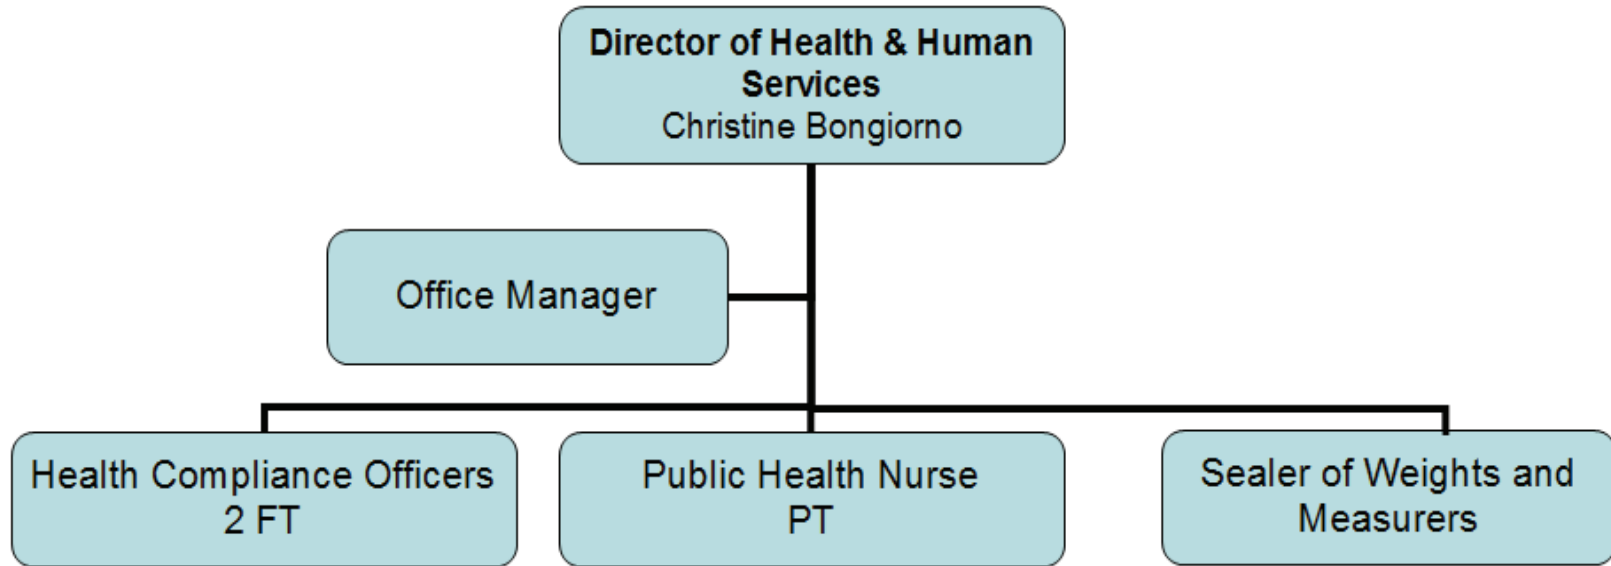 Director of Health & Human
Services
Christine Bongiorno
Office Manager
Health Compliance Officers
2 FT
Public Health Nurse
PT
Sealer of Weights and
Measurers